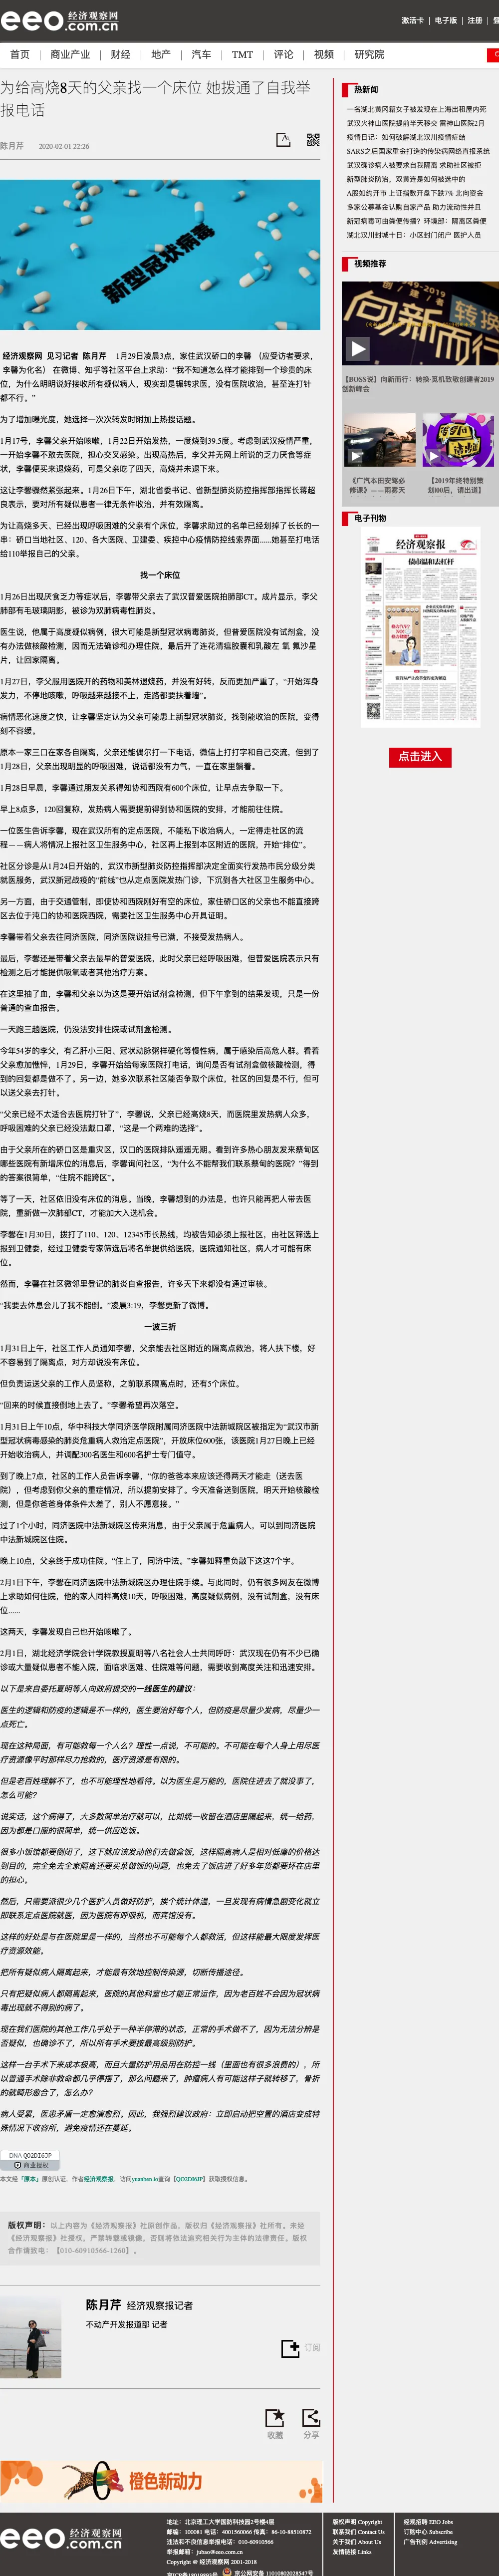 eeo 经济观察网
.com.cn
激活卡 | 电子版 | 注册 |
首页 | 商业产业 | 财经 | 地产 | 汽车 | TMT | 评论 | 视频 | 研究院
为给高烧8天的父亲找一个床位 她拨通了自我举
报电话
陈月芹 2020-02-01 22:26
新型冠状病毒
经济观察网 见习记者 陈月芹 1月29日凌晨3点，家住武汉硚口的李馨 （应受访者要求，
李馨为化名） 在微博、知乎等社区平台上求助：“我不知道怎么样才能排到一个珍贵的床
位，为什么明明说好接收所有疑似病人，现实却是辗转求医，没有医院收治，甚至连打针
都不行。”
为了增加曝光度，她选择一次次转发时附加上热搜话题。
1月17号，李馨父亲开始咳嗽，1月22日开始发热，一度烧到39.5度。考虑到武汉疫情严重，
一开始李馨不敢去医院，担心交叉感染。出现高热后，李父并无网上所说的乏力厌食等症
状，李馨便买来退烧药，可是父亲吃了四天，高烧并未退下来。
这让李馨骤然紧张起来。1月26日下午，湖北省委书记、省新型肺炎防控指挥部指挥长蒋超
良表示，要对所有疑似患者一律无条件收治，并有效隔离。
为让高烧多天、已经出现呼吸困难的父亲有个床位，李馨求助过的名单已经划掉了长长的一
串：硚口当地社区、120、各大医院、卫建委、疾控中心疫情防控线索界面......她甚至打电话
给110举报自己的父亲。
找一个床位
1月26日出现厌食乏力等症状后，李馨带父亲去了武汉普爱医院拍肺部CT。成片显示，李父
肺部有毛玻璃阴影，被诊为双肺病毒性肺炎。
医生说，他属于高度疑似病例，很大可能是新型冠状病毒肺炎，但普爱医院没有试剂盒，没
有办法做核酸检测，因而无法确诊和办理住院，最后开了连花清瘟胶囊和乳酸左 氧 氟沙星
片，让回家隔离。
1月27日，李父服用医院开的药物和奥林退烧药，并没有好转，反而更加严重了，“开始浑身
发力，不停地咳嗽，呼吸越来越接不上，走路都要扶着墙”。
病情恶化速度之快，让李馨坚定认为父亲可能患上新型冠状肺炎，找到能收治的医院，变得
刻不容缓。
原本一家三口在家各自隔离，父亲还能偶尔打一下电话，微信上打打字和自己交流，但到了
1月28日，父亲出现明显的呼吸困难，说话都没有力气，一直在家里躺着。
1月28日早晨，李馨通过朋友关系得知协和西院有600个床位，让早点去争取一下。
早上8点多，120回复称，发热病人需要提前得到协和医院的安排，才能前往住院。
一位医生告诉李馨，现在武汉所有的定点医院，不能私下收治病人，一定得走社区的流
程——病人将情况上报社区卫生服务中心，社区再上报到本区附近的医院，开始“排位”。
社区分诊是从1月24日开始的，武汉市新型肺炎防控指挥部决定全面实行发热市民分级分类
就医服务，武汉新冠战疫的“前线”也从定点医院发热门诊，下沉到各大社区卫生服务中心。
另一方面，由于交通管制，即使协和西院刚好有空的床位，家住硚口区的父亲也不能直接跨
区去位于沌口的协和医院西院，需要社区卫生服务中心开具证明。
李馨带着父亲去往同济医院，同济医院说挂号已满，不接受发热病人。
最后，李馨还是带着父亲去最早的普爱医院，此时父亲已经呼吸困难，但普爱医院表示只有
检测之后才能提供吸氧或者其他治疗方案。
在这里抽了血，李馨和父亲以为这是要开始试剂盒检测，但下午拿到的结果发现，只是一份
普通的查血报告。
一天跑三趟医院，仍没法安排住院或试剂盒检测。
今年54岁的李父，有乙肝小三阳、冠状动脉粥样硬化等慢性病，属于感染后高危人群。看着
父亲愈加憔悴，1月29日，李馨开始给每家医院打电话，询问是否有试剂盒做核酸检测，得
到的回复都是做不了。另一边，她多次联系社区能否争取个床位，社区的回复是不行，但可
以送父亲去打针。
“父亲已经不太适合去医院打针了”，李馨说，父亲已经高烧8天，而医院里发热病人众多，
呼吸困难的父亲已经没法戴口罩，“这是一个两难的选择”。
由于父亲所在的硚口区是重灾区，汉口的医院排队遥遥无期。看到许多热心朋友发来蔡甸区
哪些医院有新增床位的消息后，李馨询问社区，“为什么不能帮我们联系蔡甸的医院？”得到
的答案很简单，“住院不能跨区”。
等了一天，社区依旧没有床位的消息。当晚，李馨想到的办法是，也许只能再把人带去医
院，重新做一次肺部CT，才能加大入选机会。
李馨在1月30日，拨打了110、120、12345市长热线，均被告知必须上报社区，由社区筛选上
报到卫健委，经过卫健委专家筛选后将名单提供给医院，医院通知社区，病人才可能有床
位。
然而，李馨在社区微邻里登记的肺炎自查报告，许多天下来都没有通过审核。
“我要去休息会儿了我不能倒。”凌晨3:19，李馨更新了微博。
一波三折
1月31日上午，社区工作人员通知李馨，父亲能去社区附近的隔离点救治，将人扶下楼，好
不容易到了隔离点，对方却说没有床位。
但负责运送父亲的工作人员坚称，之前联系隔离点时，还有5个床位。
“回来的时候直接倒地上去了。”李馨希望再次落空。
1月31日上午10点，华中科技大学同济医学院附属同济医院中法新城院区被指定为“武汉市新
型冠状病毒感染的肺炎危重病人救治定点医院”，开放床位600张，该医院1月27日晚上已经
开始收治病人，并调配300名医生和600名护士专门值守。
到了晚上7点，社区的工作人员告诉李馨，“你的爸爸本来应该还得两天才能走（送去医
院），但考虑到你父亲的重症情况，所以提前安排了。今天准备送到医院，明天开始核酸检
测，但是你爸爸身体条件太差了，别人不愿意接。”
过了1个小时，同济医院中法新城院区传来消息，由于父亲属于危重病人，可以到同济医院
中法新城院区住院。
晚上10点，父亲终于成功住院。“住上了，同济中法。”李馨如释重负敲下这这7个字。
2月1日下午，李馨在同济医院中法新城院区办理住院手续。与此同时，仍有很多网友在微博
上求助如何住院，他的家人同样高烧10天，呼吸困难，高度疑似病例，没有试剂盒，没有床
位......
这两天，李馨发现自己也开始咳嗽了。
2月1日，湖北经济学院会计学院教授夏明等八名社会人士共同呼吁：武汉现在仍有不少已确
诊或大量疑似患者不能入院，面临求医难、住院难等问题，需要收到高度关注和迅速安排。
以下是来自委托夏明等人向政府提交的一线医生的建议：
医生的逻辑和防疫的逻辑是不一样的，医生要治好每个人，但防疫是尽量少发病，尽量少一
点死亡。
现在这种局面，有可能救每一个人么？理性一点说，不可能的。不可能在每个人身上用尽医
疗资源像平时那样尽力抢救的，医疗资源是有限的。
但是老百姓理解不了，也不可能理性地看待。以为医生是万能的，医院住进去了就没事了，
怎么可能？
说实话，这个病得了，大多数简单治疗就可以，比如统一收留在酒店里隔起来，统一给药，
因为都是口服的很简单，统一供应吃饭。
很多小饭馆都要倒闭了，这下就应该发动他们去做盒饭，这样隔离病人是相对低廉的价格达
到目的，完全免去全家隔离还要买菜做饭的问题，也免去了饭店进了好多年货都要坏在店里
的担心。
然后，只需要派很少几个医护人员做好防护，挨个统计体温，一旦发现有病情急剧变化就立
即联系定点医院就医，因为医院有呼吸机，而宾馆没有。
这样的好处是与在医院里是一样的，当然也不可能每个人都救活，但这样能最大限度发挥医
疗资源效能。
把所有疑似病人隔离起来，才能最有效地控制传染源，切断传播途径。
只有把疑似病人都隔离起来，医院的其他科室也才能正常运作，因为老百姓不会因为冠状病
毒出现就不得别的病了。
现在我们医院的其他工作几乎处于一种半停滞的状态，正常的手术做不了，因为无法分辨是
否疑似，也确诊不了，所以所有手术要按最高级别防护。
这样一台手术下来成本极高，而且大量防护用品用在防控一线（里面也有很多浪费的），所
以普通手术除非救命都几乎停摆了，那么问题来了，肿瘤病人有可能这样子就转移了，骨折
的就畸形愈合了，怎么办？
病人受累，医患矛盾一定愈演愈烈。因此，我强烈建议政府：立即启动把空置的酒店变成特
殊情况下收容所，避免疫情还在蔓延。
DNA QO2DI6JP
商业授权
本文经「原本」原创认证，作者经济观察报，访问yuanben.io查询【QO2DI6JP】获取授权信息。
版权声明：以上内容为《经济观察报》社原创作品，版权归《经济观察报》社所有。未经
《经济观察报》社授权，严禁转载或镜像，否则将依法追究相关行为主体的法律责任。版权
合作请致电：【010-60910566-1260】。
陈月芹 经济观察报记者
不动产开发报道部 记者
订阅
收藏 分享
橙色新动力
热新闻
一名湖北黄冈籍女子被发现在上海出租屋内死
武汉火神山医院提前半天移交 雷神山医院2月
疫情日记：如何破解湖北汉川疫情症结
SARS之后国家重金打造的传染病网络直报系统
武汉确诊病人被要求自我隔离 求助社区被拒
新型肺炎防治，双黄连是如何被选中的
A股如约开市 上证指数开盘下跌7% 北向资金
多家公募基金认购自家产品 助力流动性并且
新冠病毒可由粪便传播？环境部：隔离区粪便
湖北汉川封城十日：小区封门闭户 医护人员
视频推荐
向新而行
【BOSS说】向新而行：转换·觅机致敬创建者2019
创新峰会
《广汽本田安驾必
修课》——雨雾天
【2019年终特别策
划|00后，请出道】
电子刊物
经济观察报
债市温和去杠杆
点击进入
eeo 经济观察网
.com.cn
地址：北京理工大学国防科技园2号楼4层
邮编：100081 电话：4001560066 传真：86-10-88510872
违法和不良信息举报电话：010-60910566
举报邮箱：jubao@eeo.com.cn
Copyright @ 经济观察网 2001-2018
京公网安备 11010802028547号
版权声明 Copyright
联系我们 Contact Us
关于我们 About Us
友情链接 Links
经观招聘 EEO Jobs
订购中心 Subscribe
广告刊例 Advertising